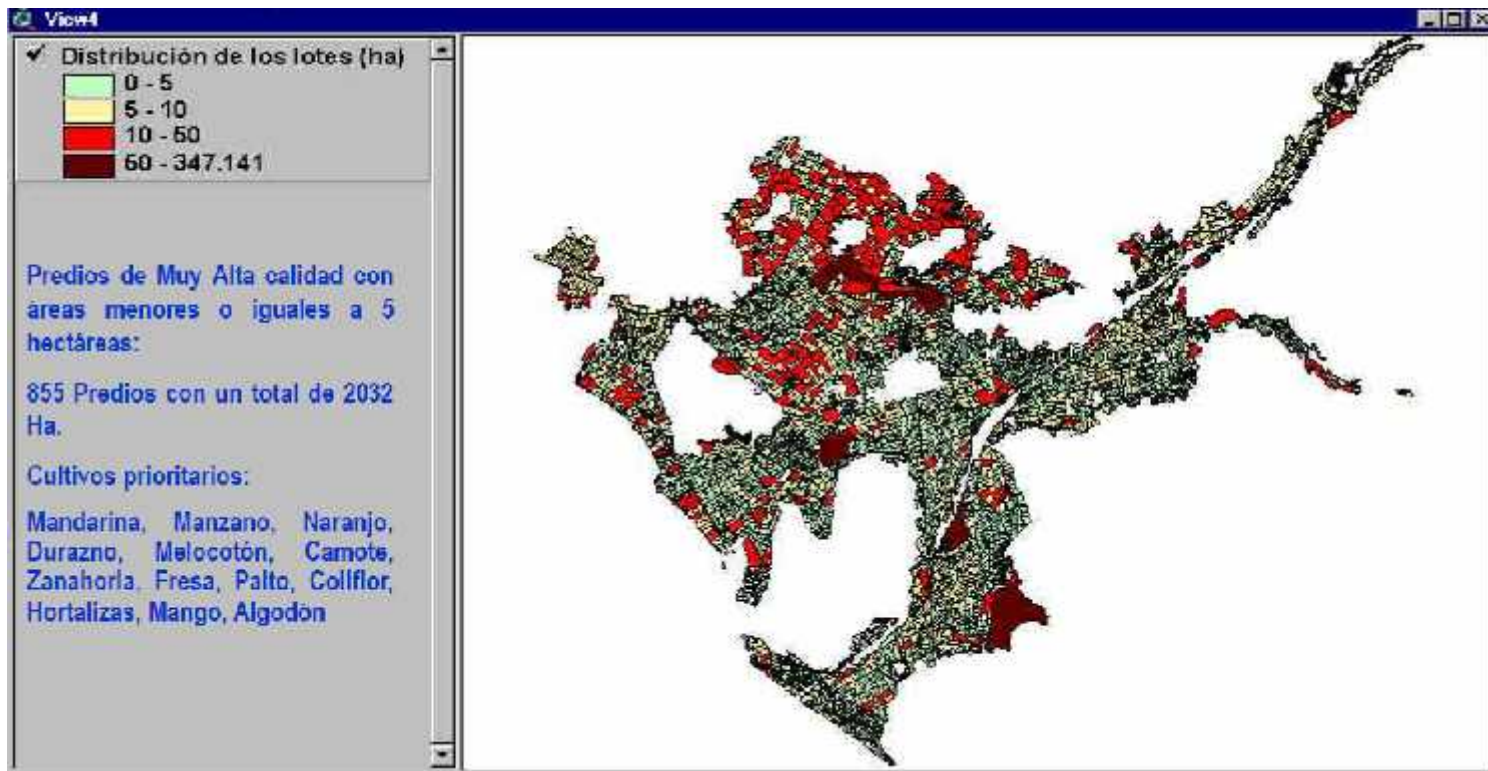 View4
Distribución de los lotes (ha)
0 - 5
5 - 10
10 - 50
50 - 347.141
Predios de Muy Alta calidad con
áreas menores o iguales a 5
hectáreas:
855 Predios con un total de 2032
Ha.
Cultivos prioritarios:
Mandarina, Manzano, Naranjo,
Durazno, Melocotón, Camote,
Zanahoria, Fresa, Palto, Coliflor,
Hortalizas, Mango, Algodón